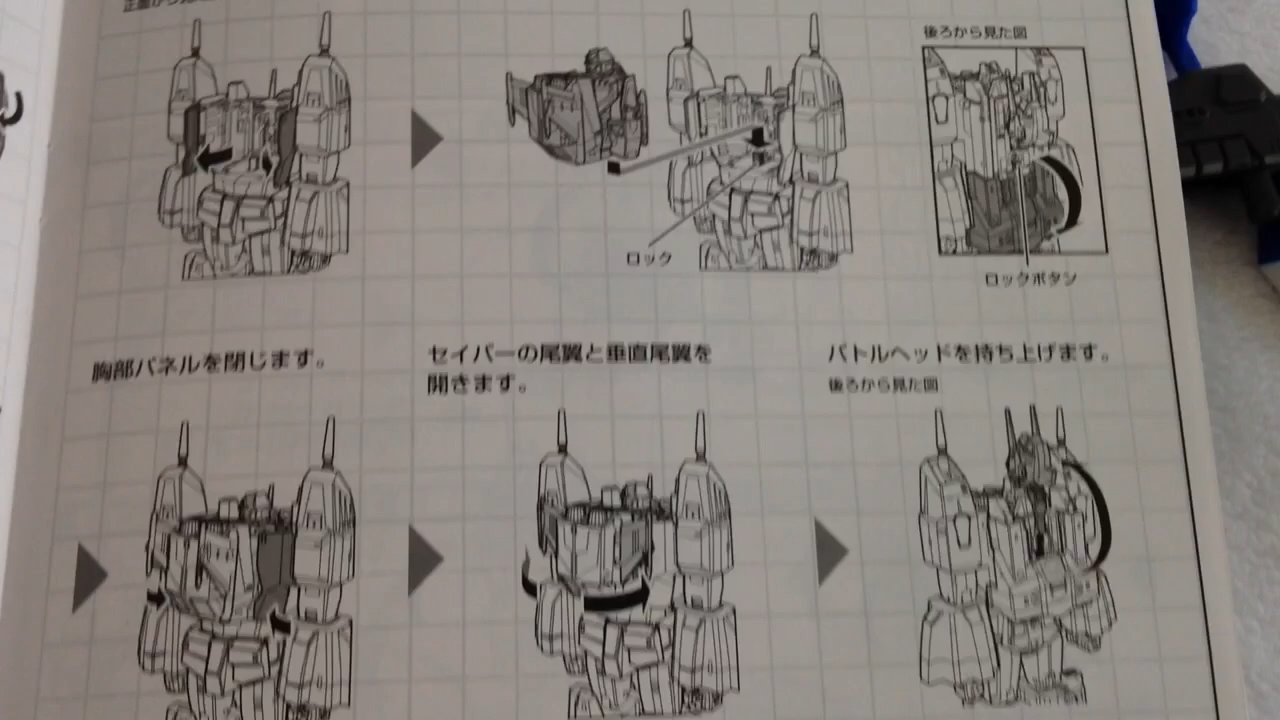 後ろから見た図
ロック
ロックボタン
胸部パネルを閉じます。
セイバーの尾翼と垂直尾翼を
開きます。
バトルヘッドを持ち上げます。
後ろから見た図